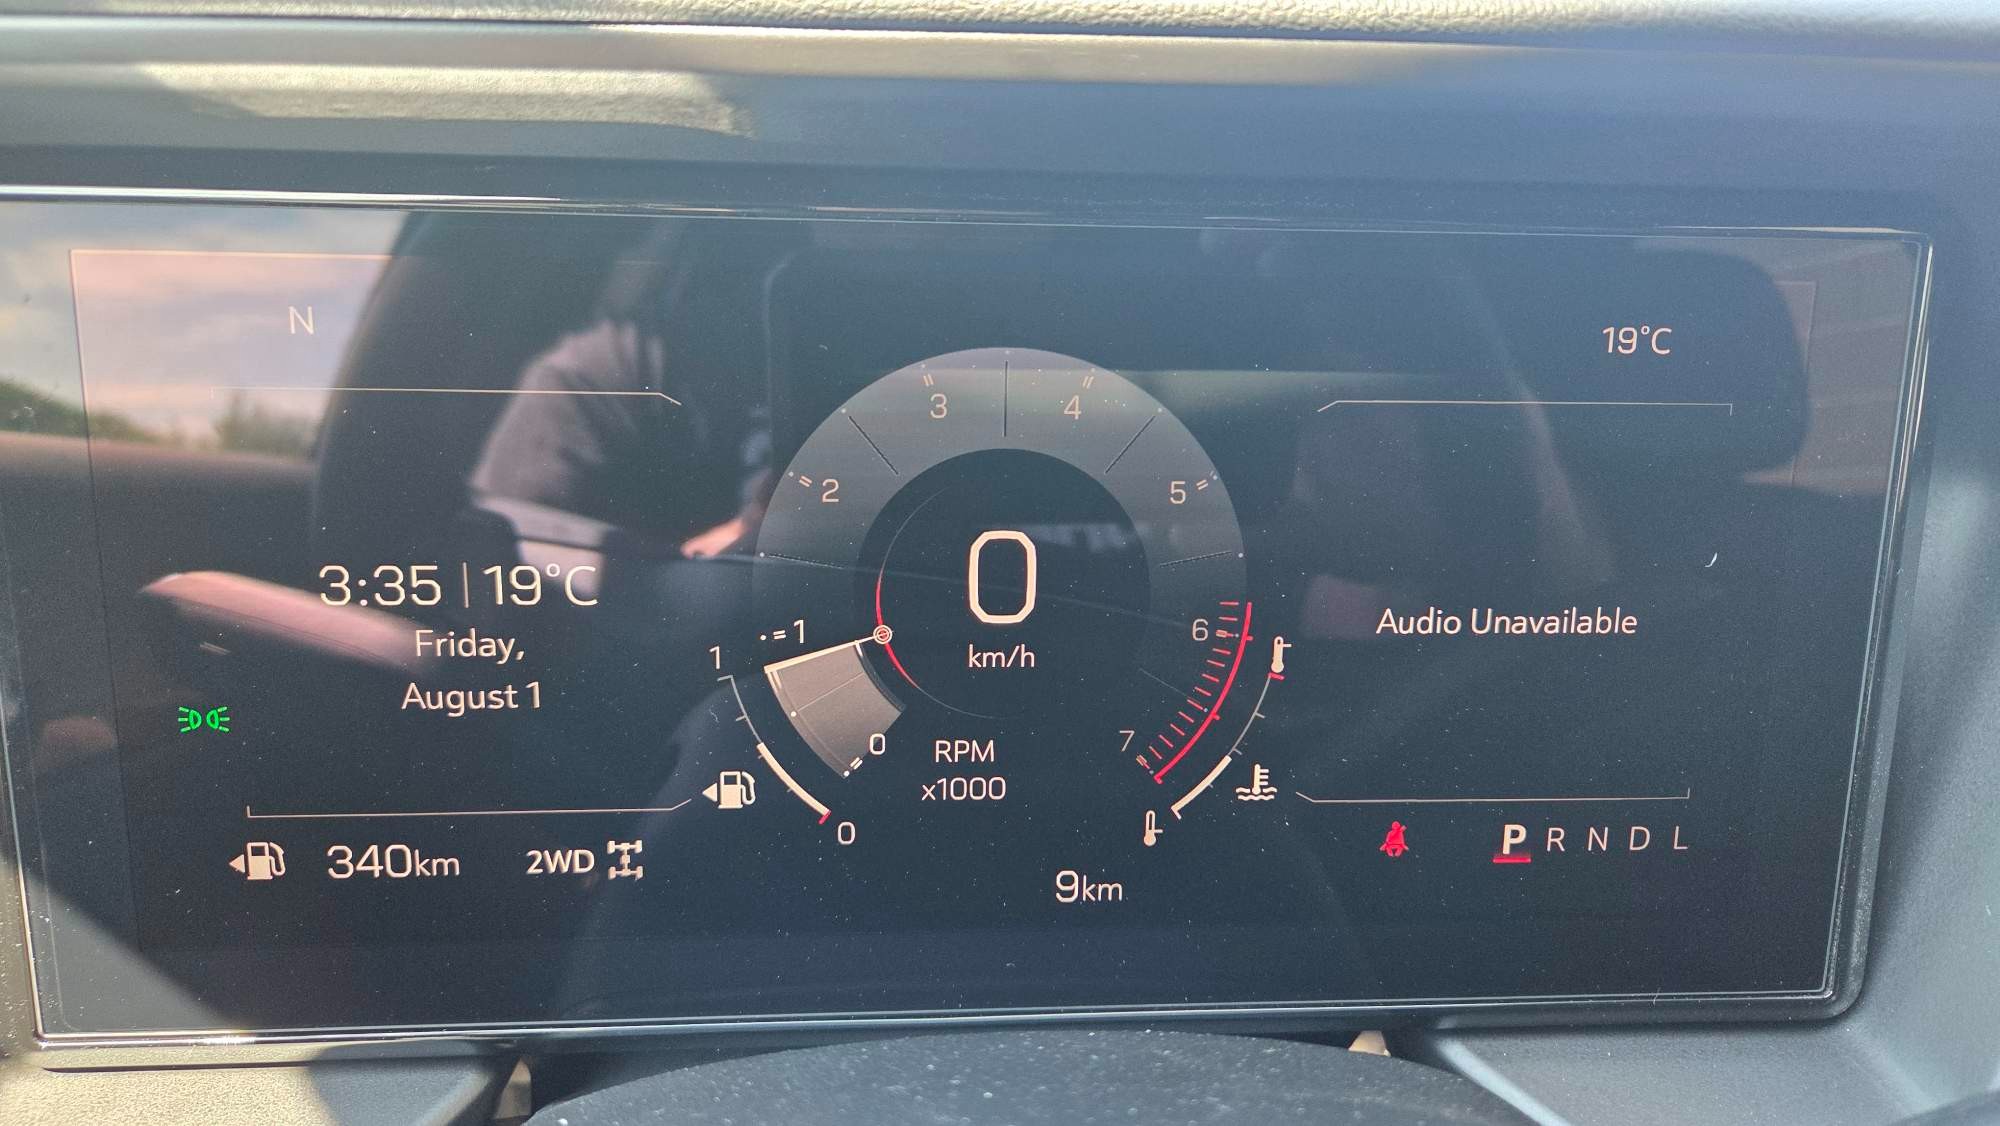 N
19°C
3
4
2
5
3:35 | 19°C
Friday,
August 1
1
1
0
km/h
6
Audio Unavailable
0
RPM
x1000
7
0
340km
2WD
9km
P R N D L